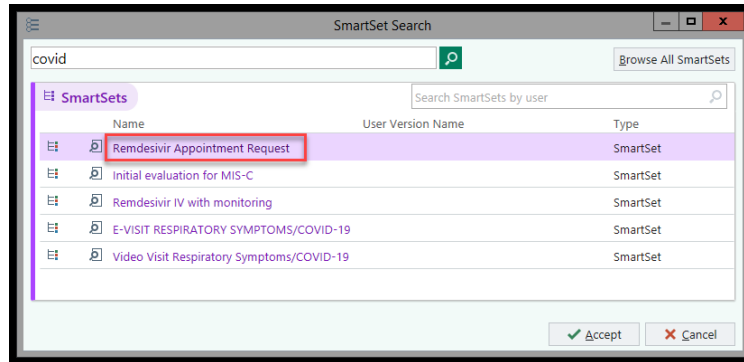 SmartSet Search
covid
Browse All SmartSets
SmartSets
Search SmartSets by user
Name User Version Name Type
Remdesivir Appointment Request SmartSet
Initial evaluation for MIS-C SmartSet
Remdesivir IV with monitoring SmartSet
E-VISIT RESPIRATORY SYMPTOMS/COVID-19 SmartSet
Video Visit Respiratory Symptoms/COVID-19 SmartSet
Accept Cancel